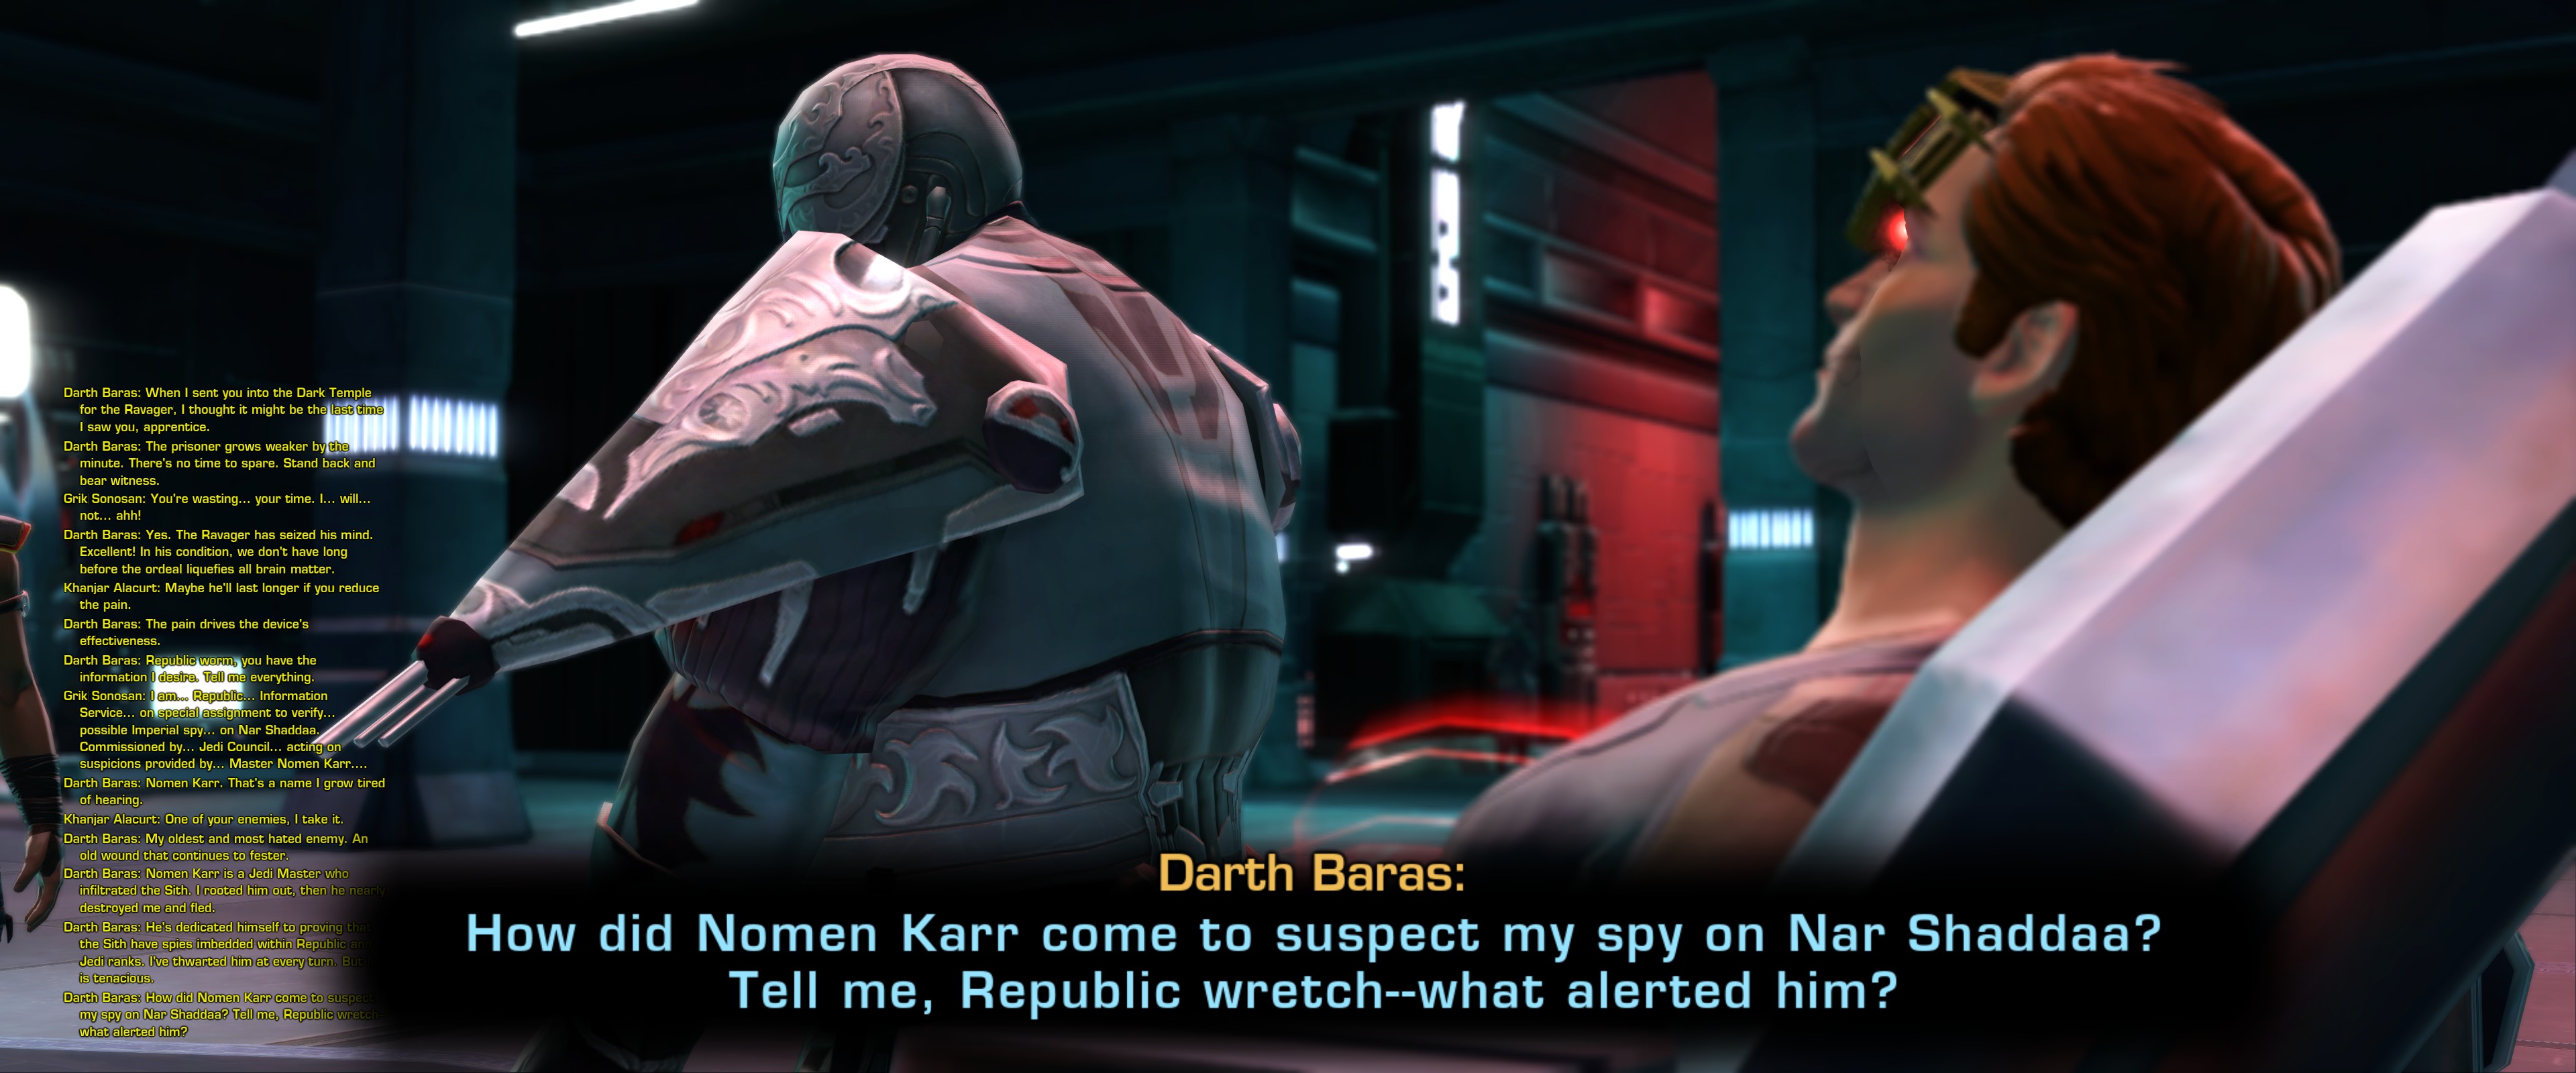 Darth Baras: When I sent you into the Dark Temple
for the Ravager, I thought it might be the last time
I saw you, apprentice.
Darth Baras: The prisoner grows weaker by the
minute. There's no time to spare. Stand back and
bear witness.
Grik Sonosan: You're wasting... your time. I... will...
not... ahh!
Darth Baras: Yes. The Ravager has seized his mind.
Excellent! In his condition, we don't have long
before the ordeal liquefies all brain matter.
Khanjar Alacurt: Maybe he'll last longer if you reduce
the pain.
Darth Baras: The pain drives the device's
effectiveness.
Darth Baras: Republic worm, you have the
information I desire. Tell me everything.
Grik Sonosan: I am... Republic... Information
Service... on special assignment to verify...
possible Imperial spy... on Nar Shaddaa.
Commissioned by... Jedi Council... acting on
suspicions provided by... Master Nomen Karr....
Darth Baras: Nomen Karr. That's a name I grow tired
of hearing.
Khanjar Alacurt: One of your enemies, I take it.
Darth Baras: My oldest and most hated enemy. An
old wound that continues to fester.
Darth Baras: Nomen Karr is a Jedi Master who
infiltrated the Sith. I rooted him out, then he nearly
destroyed me and fled.
Darth Baras: He's dedicated himself to proving that
the Sith have spies imbedded within Republic
Jedi ranks. I've thwarted him at every turn. But
is tenacious.
Darth Baras: How did Nomen Karr come to suspect
my spy on Nar Shaddaa? Tell me, Republic wretch--
what alerted him?
Darth Baras:
How did Nomen Karr come to suspect my spy on Nar Shaddaa?
Tell me, Republic wretch--what alerted him?